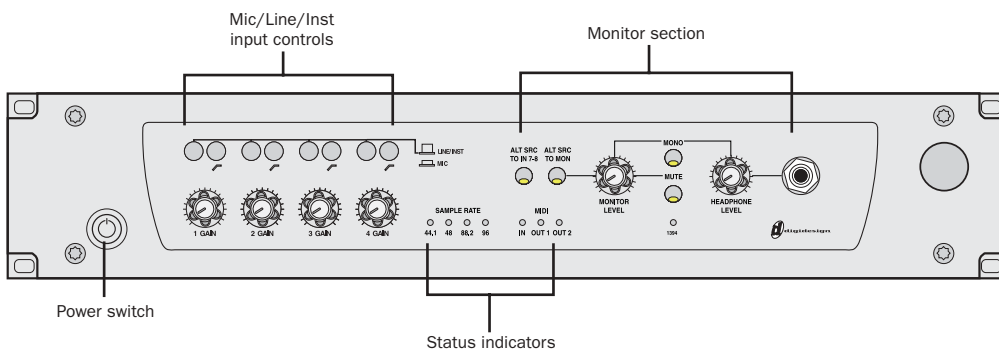 Mic/Line/Inst
input controls
Monitor section
ALT SRC
TO IN 7-8
ALT SRC
TO MON
MONO
LINE/INST
MIC
MUTE
MONITOR
LEVEL
HEADPHONE
LEVEL
1 GAIN
2 GAIN
3 GAIN
4 GAIN
SAMPLE RATE
44,1
48
88,2
96
MIDI
IN
OUT 1
OUT 2
1394
digidesign
Power switch
Status indicators